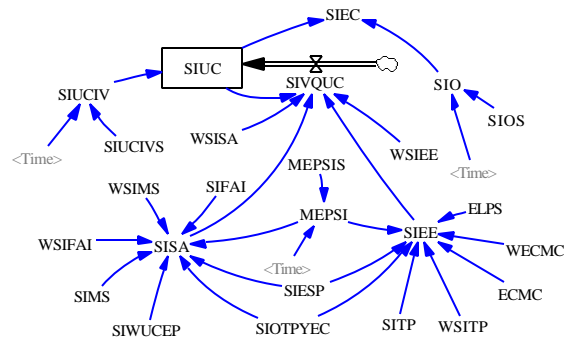 SIEC
SIUC
SIVQUC
SIUCIV
SIO
SIOS
WSISA
SIUCIVS
WSIEE
<Time>
MEPSIS
<Time>
WSIMS
SIFAI
ELPS
MEPSI
SIEE
WSIFAI
SISA
WECMC
<Time>
SIMS
SIESP
ECMC
SIWUCEP
SIOTPYEC
SITP
WSITP